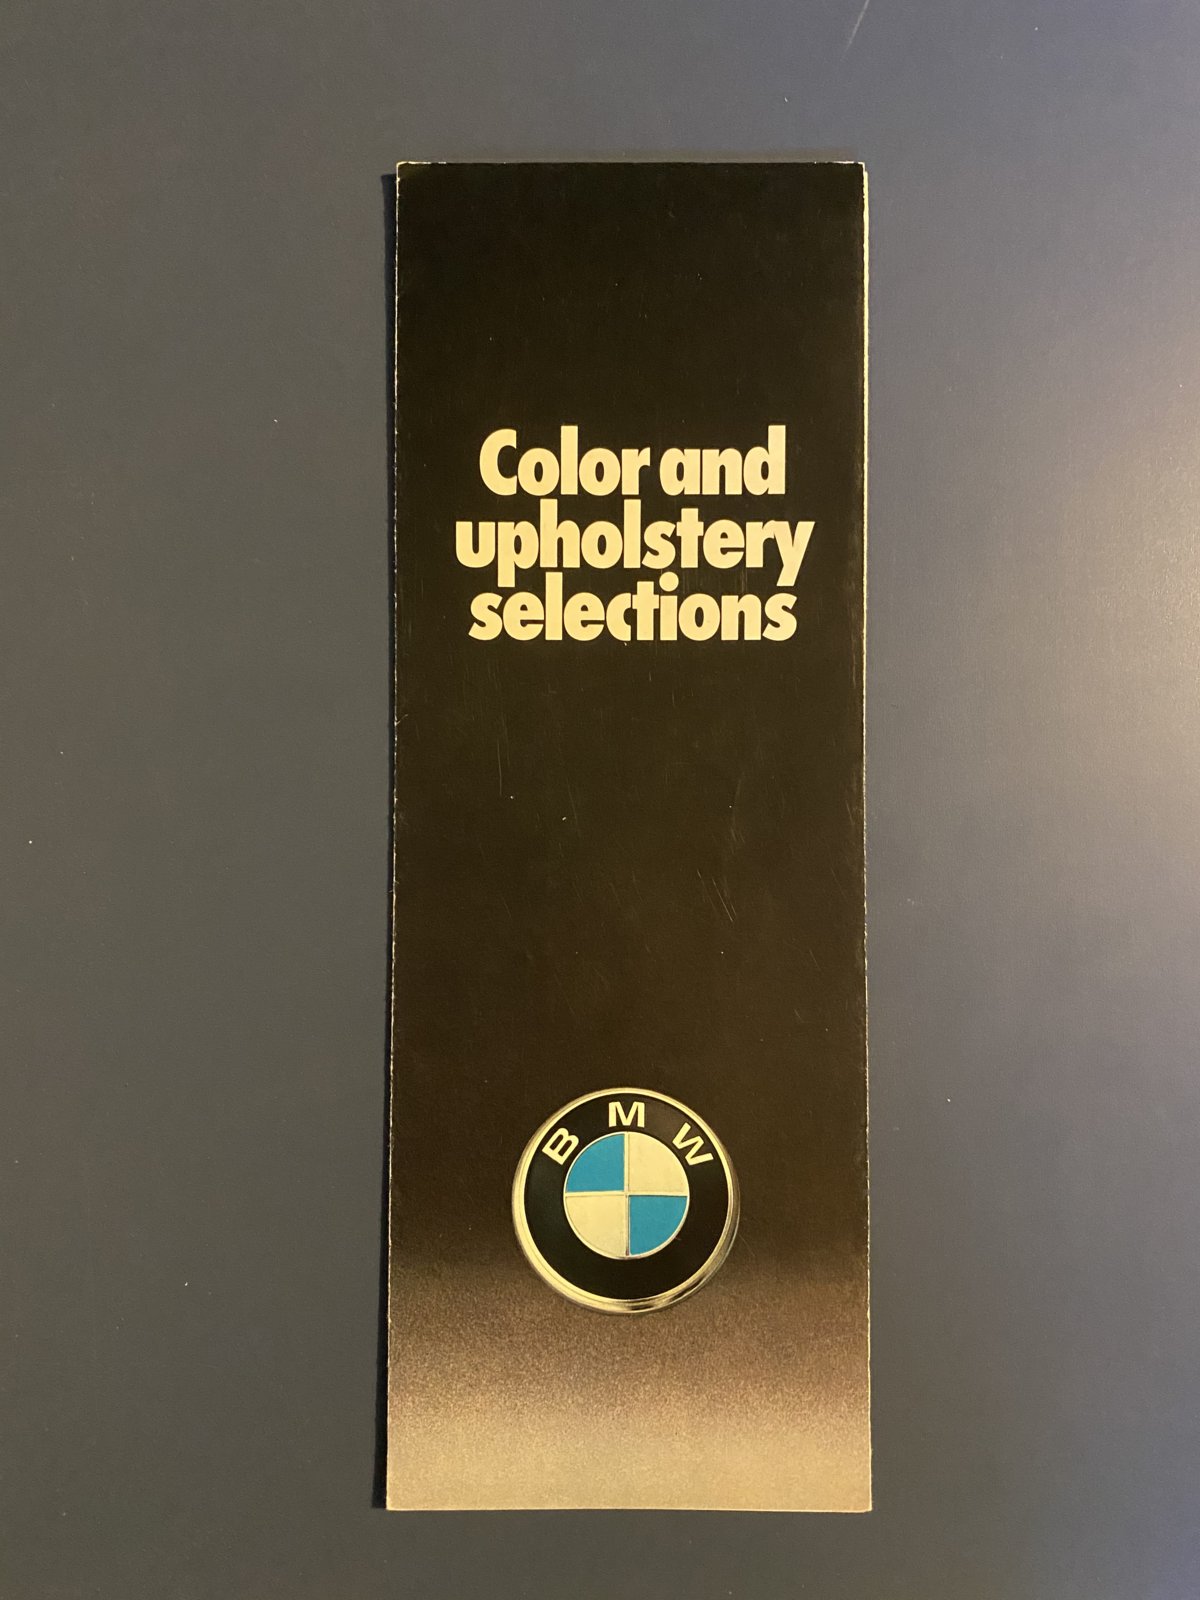 Color and
upholstery
selections
BMW